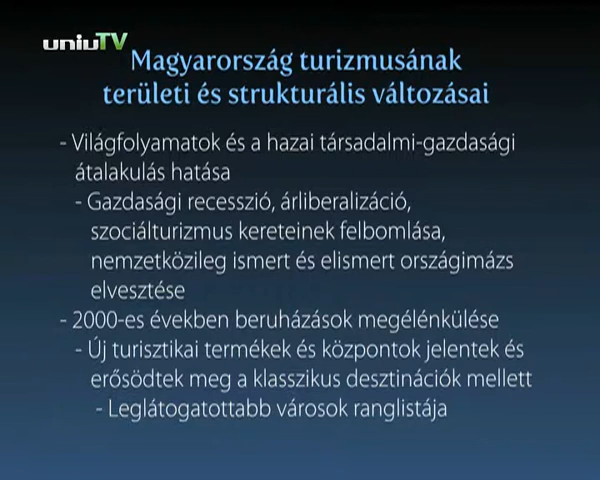 uniuTV
Magyarország turizmusának
területi és strukturális változásai
- Világfolyamatok és a hazai társadalmi-gazdasági
átalakulás hatása
- Gazdasági recesszió, árliberalizáció,
szociálturizmus kereteinek felbomlása,
nemzetközileg ismert és elismert országimázs
elvesztése
- 2000-es években beruházások megélénkülése
- Új turisztikai termékek és központok jelentek és
erősödtek meg a klasszikus desztinációk mellett
- Leglátogatottabb városok ranglistája